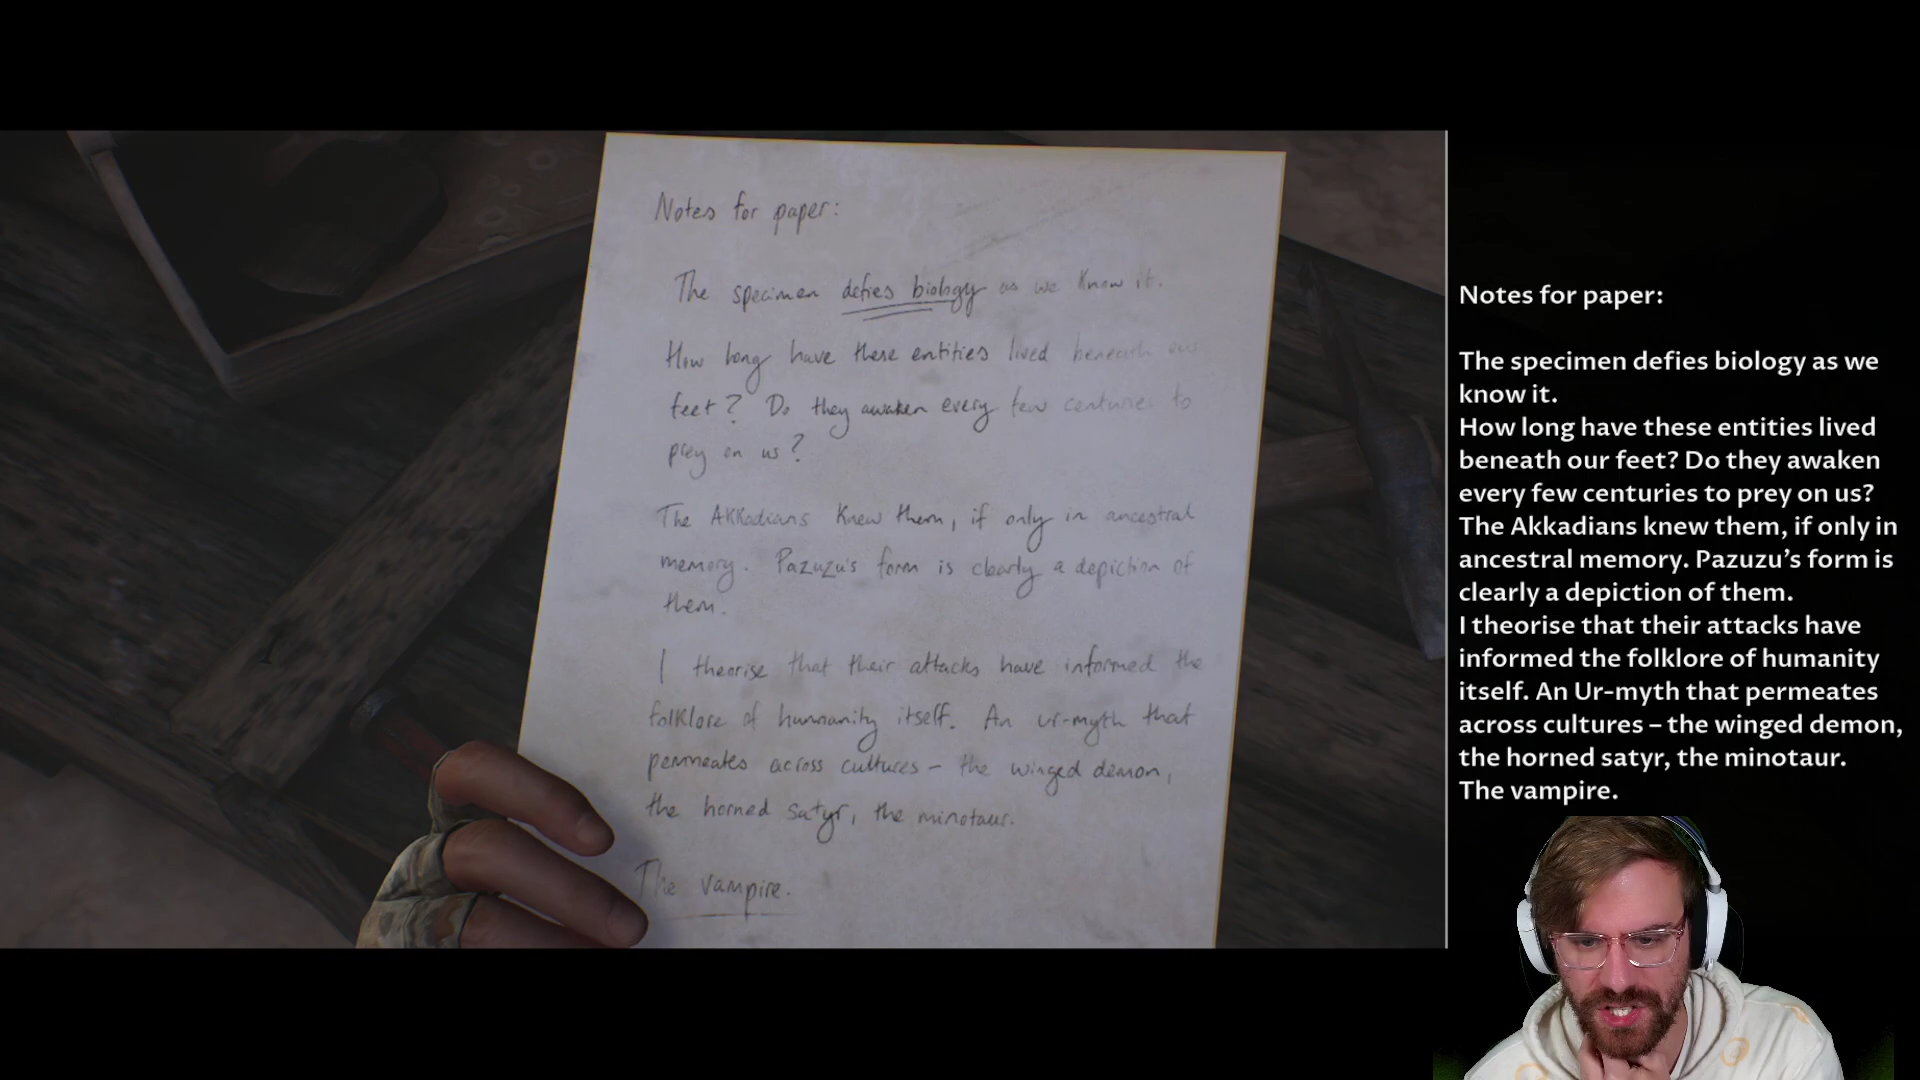 Notes for paper:
The specimen defies biology as we know it.
How long have these entities lived beneath our
feet? Do they awaken every few centuries to
prey on us?
The Akkadians knew them, if only in ancestral
memory. Pazuzu's form is clearly a depiction of
them.
I theorise that their attacks have informed the
folklore of humanity itself. An ur-myth that
permeates across cultures – the winged demon,
the horned satyr, the minotaur.
The vampire.
Notes for paper:
The specimen defies biology as we
know it.
How long have these entities lived
beneath our feet? Do they awaken
every few centuries to prey on us?
The Akkadians knew them, if only in
ancestral memory. Pazuzu’s form is
clearly a depiction of them.
I theorise that their attacks have
informed the folklore of humanity
itself. An Ur-myth that permeates
across cultures – the winged demon,
the horned satyr, the minotaur.
The vampire.